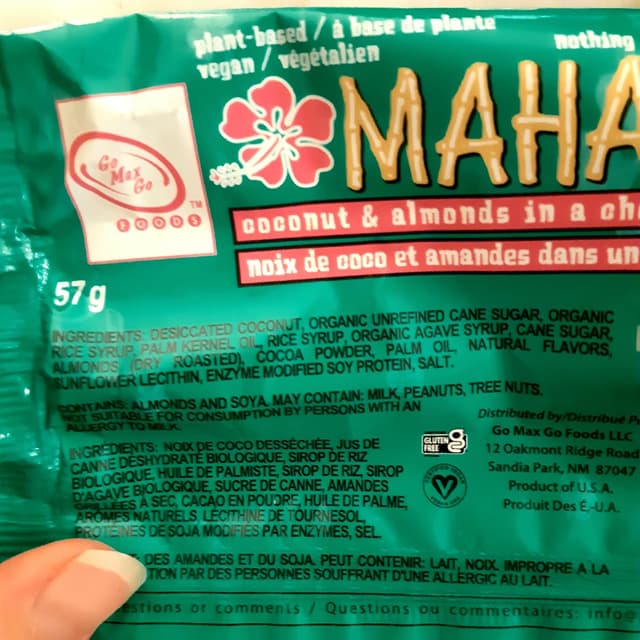 plant-based / à base de plante
vegan / végétalien
nothing
MAHA
Go
Max
Go
TM
FOODS
coconut & almonds in a ch
noix de coco et amandes dans un
57 g
INGREDIENTS: DESICCATED COCONUT, ORGANIC UNREFINED CANE SUGAR, ORGANIC
RICE SYRUP, PALM KERNEL OIL, RICE SYRUP, ORGANIC AGAVE SYRUP, CANE SUGAR,
ALMONDS (DRY ROASTED), COCOA POWDER, PALM OIL, NATURAL FLAVORS,
SUNFLOWER LECITHIN, ENZYME MODIFIED SOY PROTEIN, SALT.
CONTAINS: ALMONDS AND SOYA. MAY CONTAIN: MILK, PEANUTS, TREE NUTS.
NOT SUITABLE FOR CONSUMPTION BY PERSONS WITH AN
ALLERGY TO MILK.
INGREDIENTS: NOIX DE COCO DESSÉCHÉE, JUS DE
CANNE DÉSHYDRATÉ BIOLOGIQUE, SIROP DE RIZ
BIOLOGIQUE, HUILE DE PALMISTE, SIROP DE RIZ, SIROP
D'AGAVE BIOLOGIQUE, SUCRE DE CANNE, AMANDES
GRILLÉES À SEC, CACAO EN POUDRE, HUILE DE PALME,
ARÔMES NATURELS, LÉCITHINE DE TOURNESOL,
PROTÉINES DE SOJA MODIFIÉS PAR ENZYMES, SEL.
DES AMANDES ET DU SOJA. PEUT CONTENIR: LAIT, NOIX. IMPROPRE A LA
TION PAR DES PERSONNES SOUFFRANT D'UNE ALLERGIC AU LAIT.
GLUTEN
FREE
Distributed by/Distribué P
Go Max Go Foods LLC
12 Oakmont Ridge Road
Sandia Park, NM 87047
Product of U.S.A.
Produit Des É.-U.A.
estions or comments / Questions ou commentaires: info@